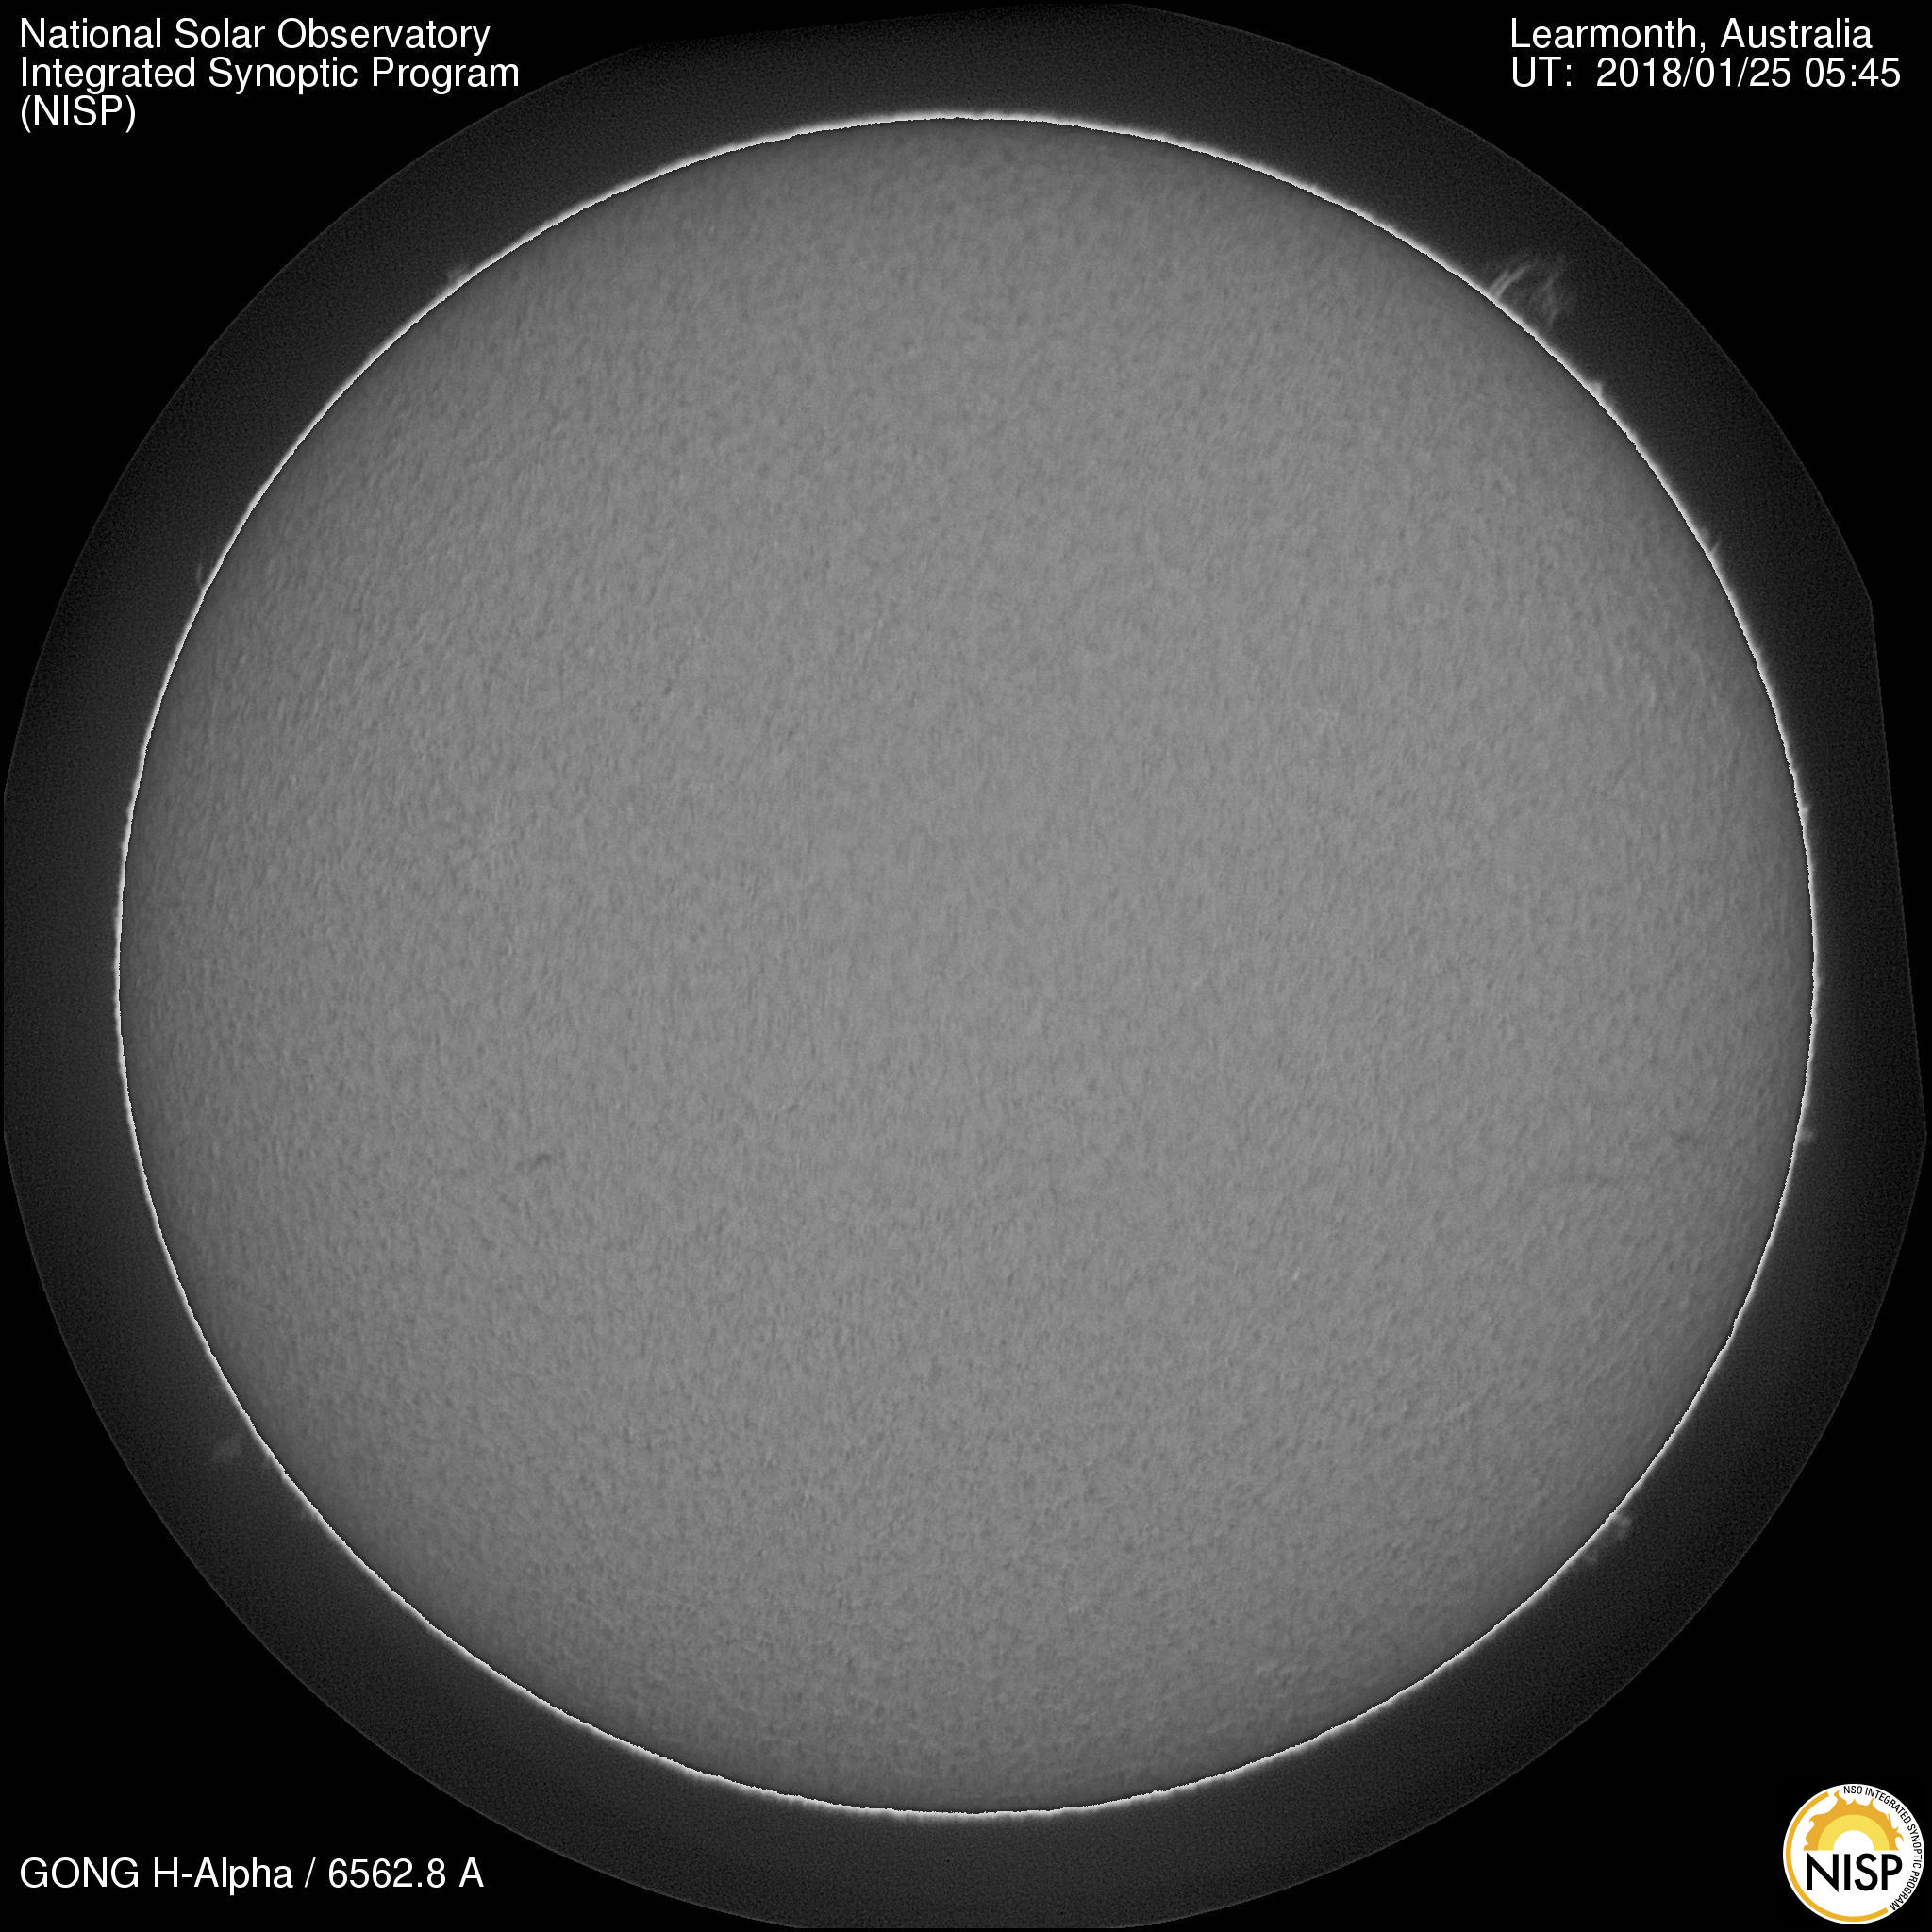 National Solar Observatory
Integrated Synoptic Program
(NISP)
Learmonth, Australia
UT: 2018/01/25 05:45
GONG H-Alpha / 6562.8 A
NSO INTEGRATED SYNOPTIC PROGRAM
NISP